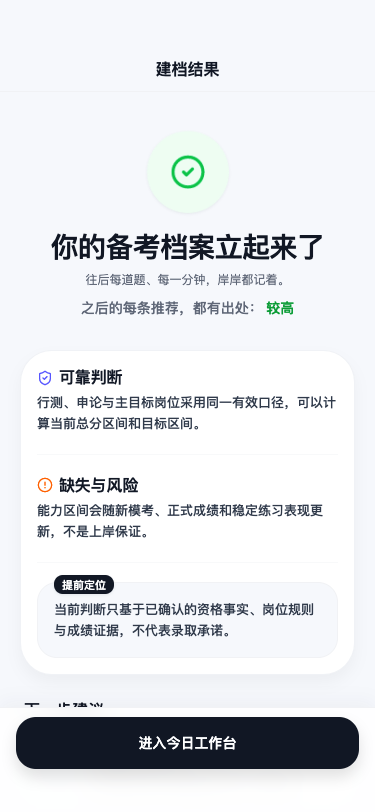 建档结果
你的备考档案立起来了
往后每道题、每一分钟，岸岸都记着。
之后的每条推荐，都有出处： 较高
可靠判断
行测、申论与主目标岗位采用同一有效口径，可以计
算当前总分区间和目标区间。
缺失与风险
能力区间会随新模考、正式成绩和稳定练习表现更
新，不是上岸保证。
提前定位
当前判断只基于已确认的资格事实、岗位规则
与成绩证据，不代表录取承诺。
进入今日工作台